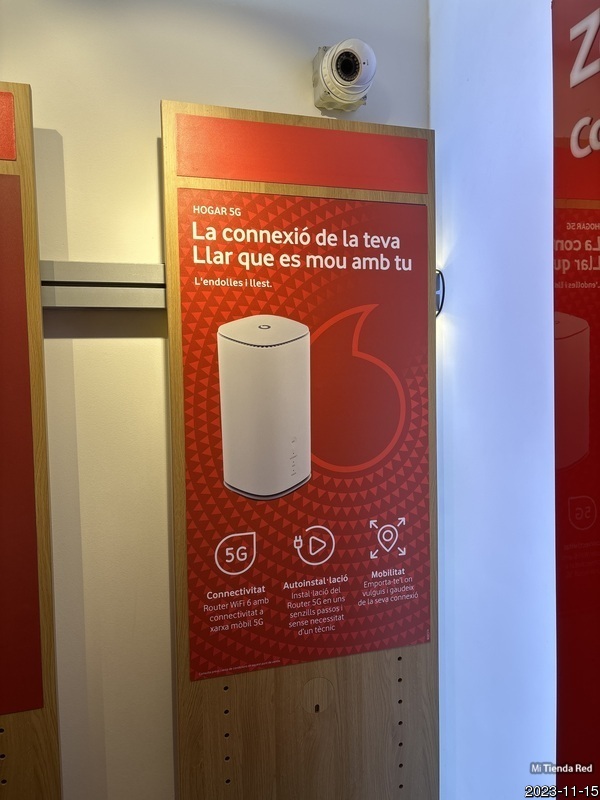 HOGAR 5G
La connexió de la teva
Llar que es mou amb tu
L'endolles i llest.
5G
Connectivitat
Router WiFi 6 amb
connectivitat a
xarxa mòbil 5G
Autoinstal·lació
Instal·lació del
Router 5G en uns
senzills passos i
sense necessitat
d'un tècnic
Mobilitat
Emporta-te'l on
vulguis i gaudeix
de la seva connexió
HOGAR 5G
5G
Mi Tienda Red
2023-11-15